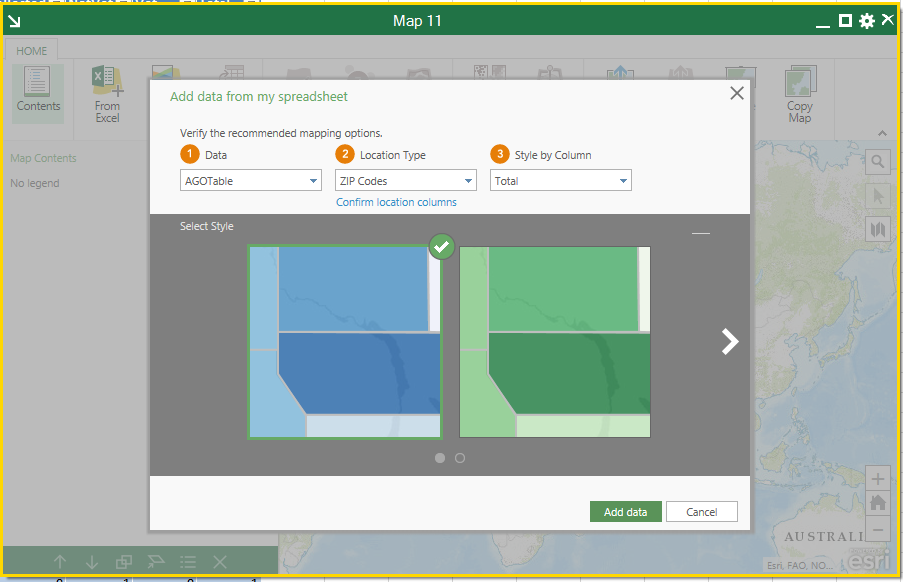 Map 11
HOME
Contents
From
Excel
Copy
Map
Map Contents
No legend
Add data from my spreadsheet
Verify the recommended mapping options.
1 Data
2 Location Type
3 Style by Column
AGOTable
ZIP Codes
Total
Confirm location columns
Select Style
Add data
Cancel
AUSTRALI
Esri, FAO, NO...
esri